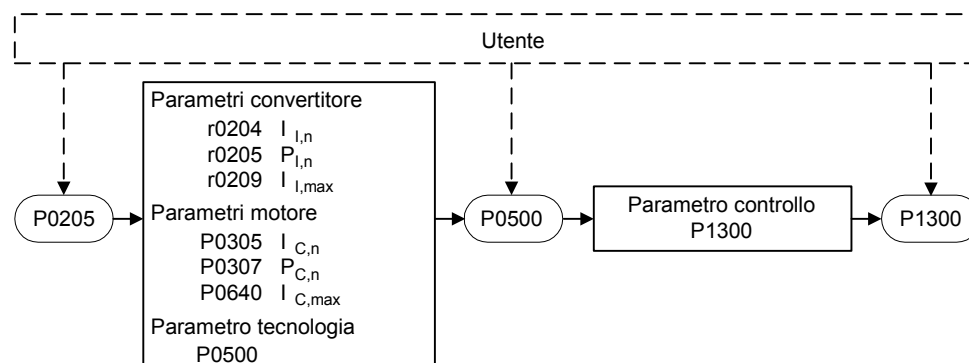 Utente
P0205
Parametri convertitore
r0204 I I,n
r0205 P I,n
r0209 I I,max
Parametri motore
P0305 I C,n
P0307 P C,n
P0640 I C,max
Parametro tecnologia
P0500
P0500
Parametro controllo
P1300
P1300